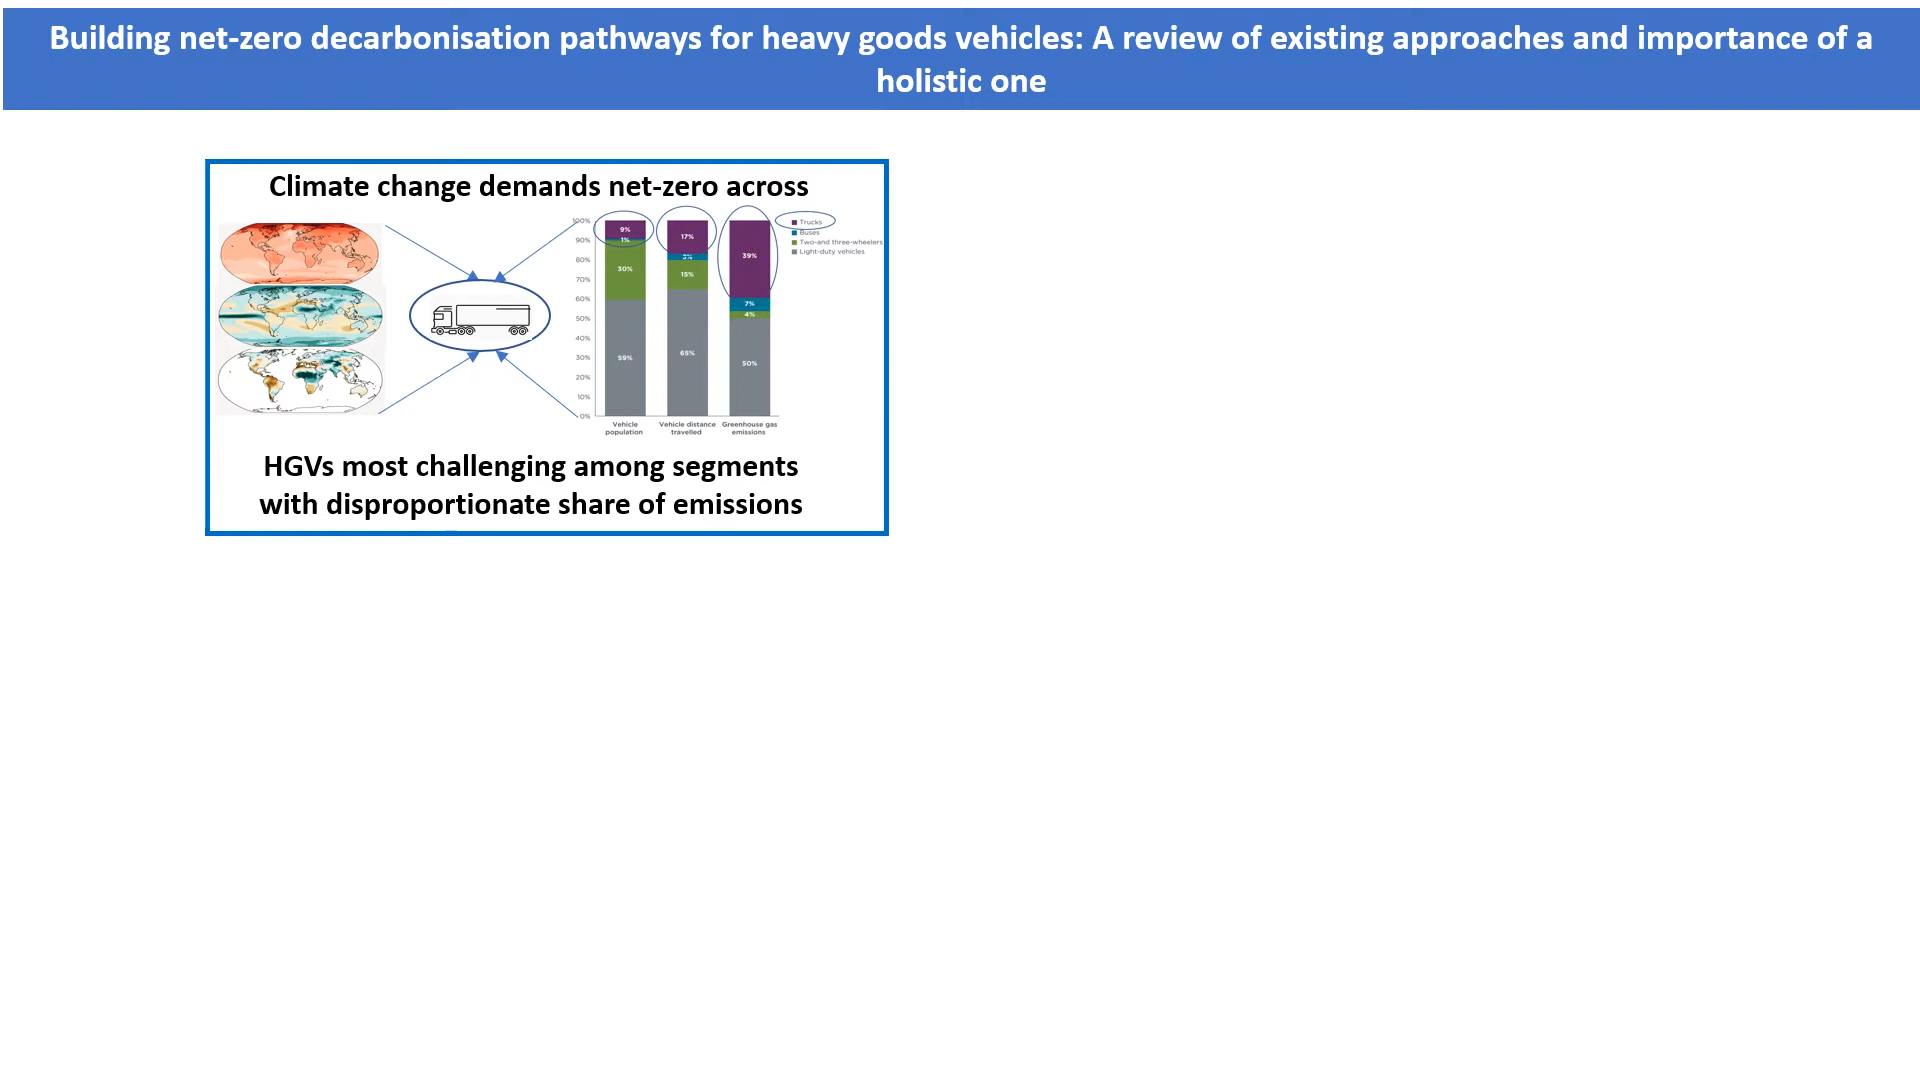 Building net-zero decarbonisation pathways for heavy goods vehicles: A review of existing approaches and importance of a
holistic one
Climate change demands net-zero across
100%
90%
80%
70%
60%
50%
40%
30%
20%
10%
0%
9%
1%
30%
59%
17%
3%
15%
65%
39%
7%
4%
50%
Trucks
Buses
Two-and three-wheelers
Light-duty vehicles
Vehicle
population
Vehicle distance
travelled
Greenhouse gas
emissions
HGVs most challenging among segments
with disproportionate share of emissions